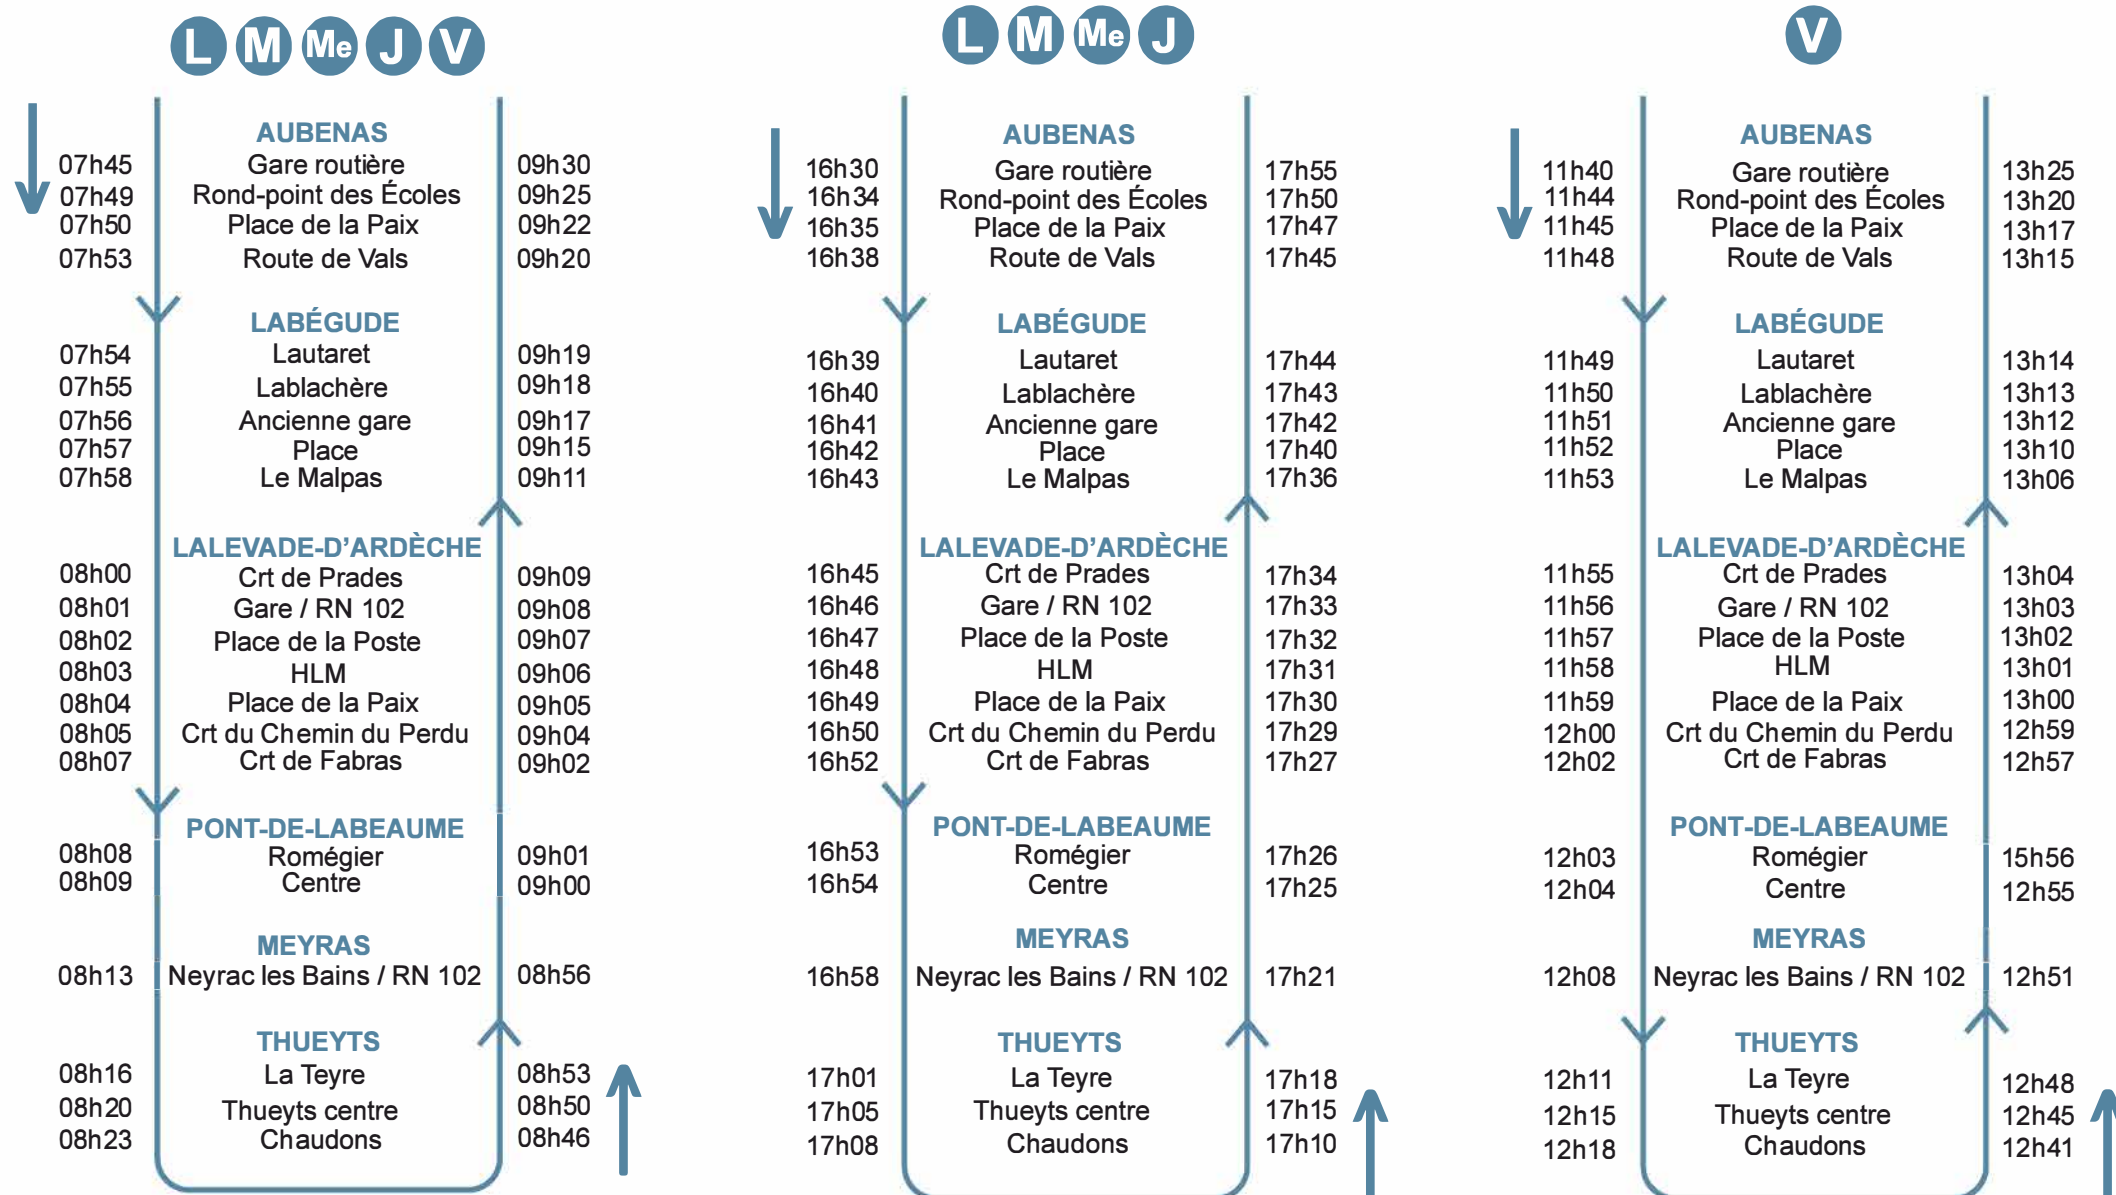 L M Me J V
AUBENAS
07h45 Gare routière 09h30
07h49 Rond-point des Écoles 09h25
07h50 Place de la Paix 09h22
07h53 Route de Vals 09h20
LABÉGUDE
07h54 Lautaret 09h19
07h55 Lablachère 09h18
07h56 Ancienne gare 09h17
07h57 Place 09h15
07h58 Le Malpas 09h11
LALEVADE-D'ARDÈCHE
08h00 Crt de Prades 09h09
08h01 Gare / RN 102 09h08
08h02 Place de la Poste 09h07
08h03 HLM 09h06
08h04 Place de la Paix 09h05
08h05 Crt du Chemin du Perdu 09h04
08h07 Crt de Fabras 09h02
PONT-DE-LABEAUME
08h08 Romégier 09h01
08h09 Centre 09h00
MEYRAS
08h13 Neyrac les Bains / RN 102 08h56
THUEYTS
08h16 La Teyre 08h53
08h20 Thueyts centre 08h50
08h23 Chaudons 08h46
L M Me J
AUBENAS
16h30 Gare routière 17h55
16h34 Rond-point des Écoles 17h50
16h35 Place de la Paix 17h47
16h38 Route de Vals 17h45
LABÉGUDE
16h39 Lautaret 17h44
16h40 Lablachère 17h43
16h41 Ancienne gare 17h42
16h42 Place 17h40
16h43 Le Malpas 17h36
LALEVADE-D'ARDÈCHE
16h45 Crt de Prades 17h34
16h46 Gare / RN 102 17h33
16h47 Place de la Poste 17h32
16h48 HLM 17h31
16h49 Place de la Paix 17h30
16h50 Crt du Chemin du Perdu 17h29
16h52 Crt de Fabras 17h27
PONT-DE-LABEAUME
16h53 Romégier 17h26
16h54 Centre 17h25
MEYRAS
16h58 Neyrac les Bains / RN 102 17h21
THUEYTS
17h01 La Teyre 17h18
17h05 Thueyts centre 17h15
17h08 Chaudons 17h10
V
AUBENAS
11h40 Gare routière 13h25
11h44 Rond-point des Écoles 13h20
11h45 Place de la Paix 13h17
11h48 Route de Vals 13h15
LABÉGUDE
11h49 Lautaret 13h14
11h50 Lablachère 13h13
11h51 Ancienne gare 13h12
11h52 Place 13h10
11h53 Le Malpas 13h06
LALEVADE-D'ARDÈCHE
11h55 Crt de Prades 13h04
11h56 Gare / RN 102 13h03
11h57 Place de la Poste 13h02
11h58 HLM 13h01
11h59 Place de la Paix 13h00
12h00 Crt du Chemin du Perdu 12h59
12h02 Crt de Fabras 12h57
PONT-DE-LABEAUME
12h03 Romégier 15h56
12h04 Centre 12h55
MEYRAS
12h08 Neyrac les Bains / RN 102 12h51
THUEYTS
12h11 La Teyre 12h48
12h15 Thueyts centre 12h45
12h18 Chaudons 12h41